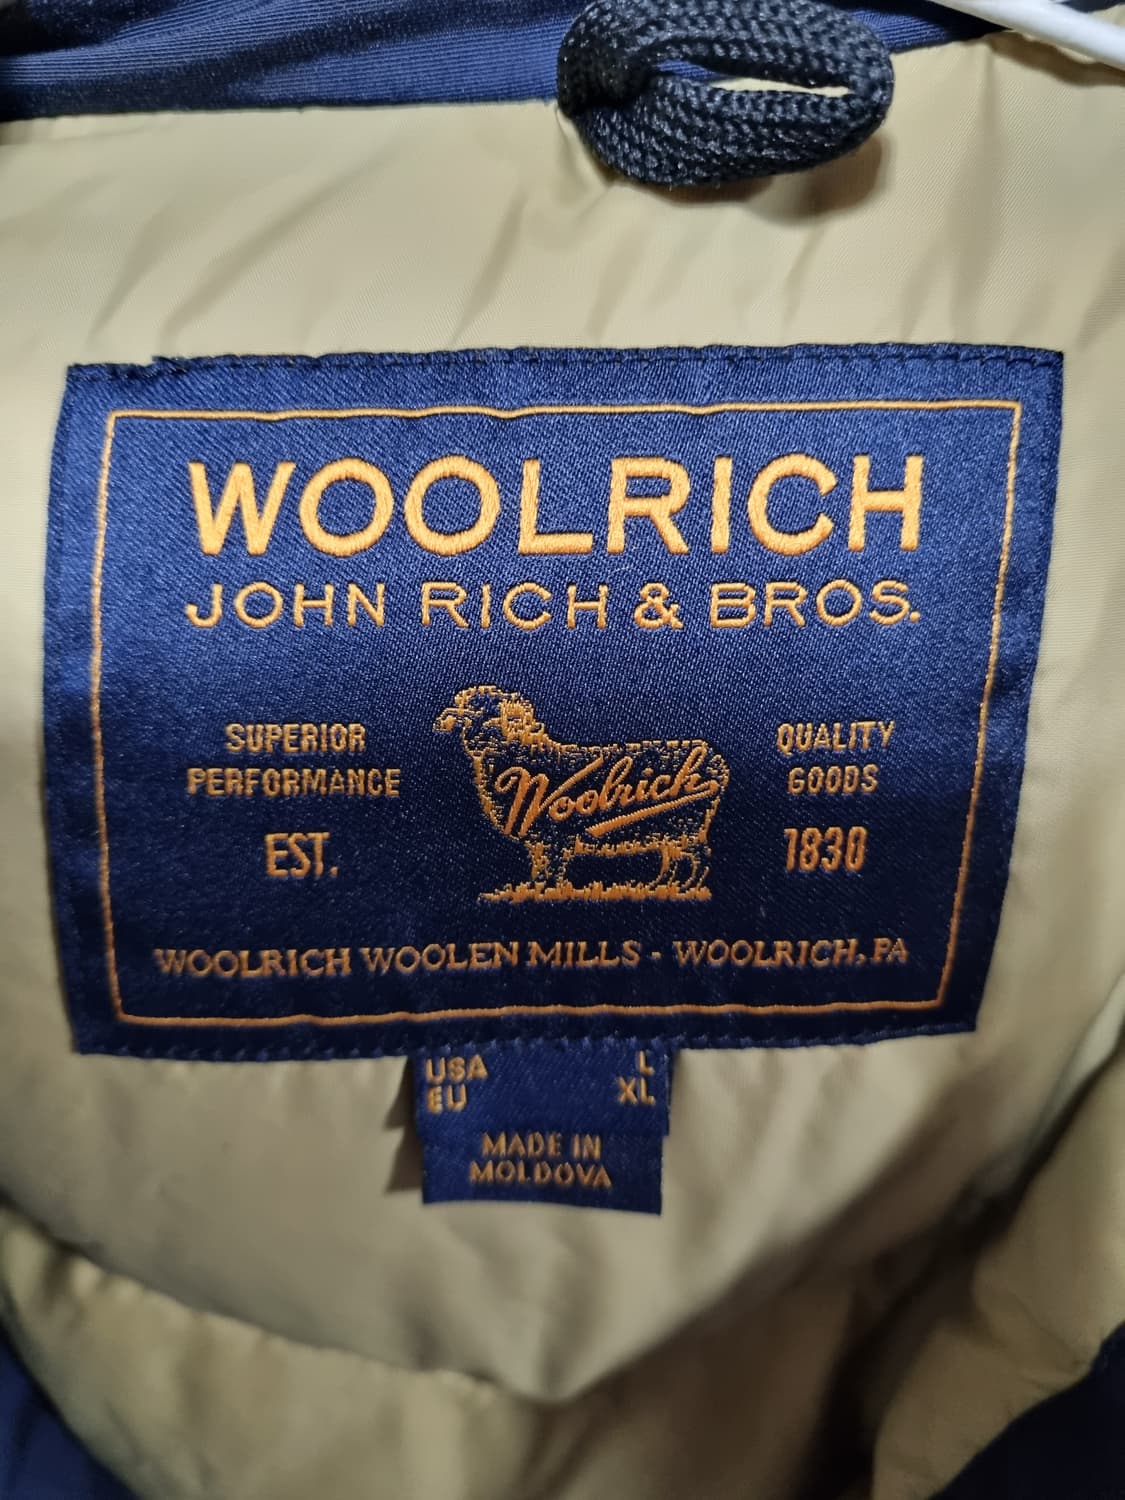 WOOLRICH
JOHN RICH & BROS.
SUPERIOR
PERFORMANCE
EST.
Woolrich
QUALITY
GOODS
1830
WOOLRICH WOOLEN MILLS - WOOLRICH, PA
USA L
EU XL
MADE IN
MOLDOVA